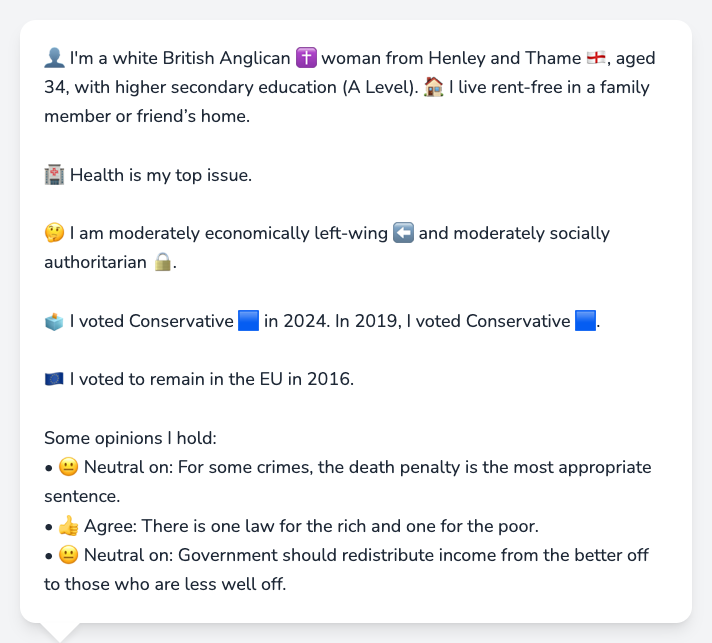 👤 I'm a white British Anglican ✝️ woman from Henley and Thame 🏴󠁧󠁢󠁥󠁮󠁧󠁿, aged
34, with higher secondary education (A Level). 🏠 I live rent-free in a family
member or friend’s home.
🏥 Health is my top issue.
🤔 I am moderately economically left-wing ⬅️ and moderately socially
authoritarian 🔒.
🗳️ I voted Conservative 🟦 in 2024. In 2019, I voted Conservative 🟦.
🇪🇺 I voted to remain in the EU in 2016.
Some opinions I hold:
• 😐 Neutral on: For some crimes, the death penalty is the most appropriate
sentence.
• 👍 Agree: There is one law for the rich and one for the poor.
• 😐 Neutral on: Government should redistribute income from the better off
to those who are less well off.